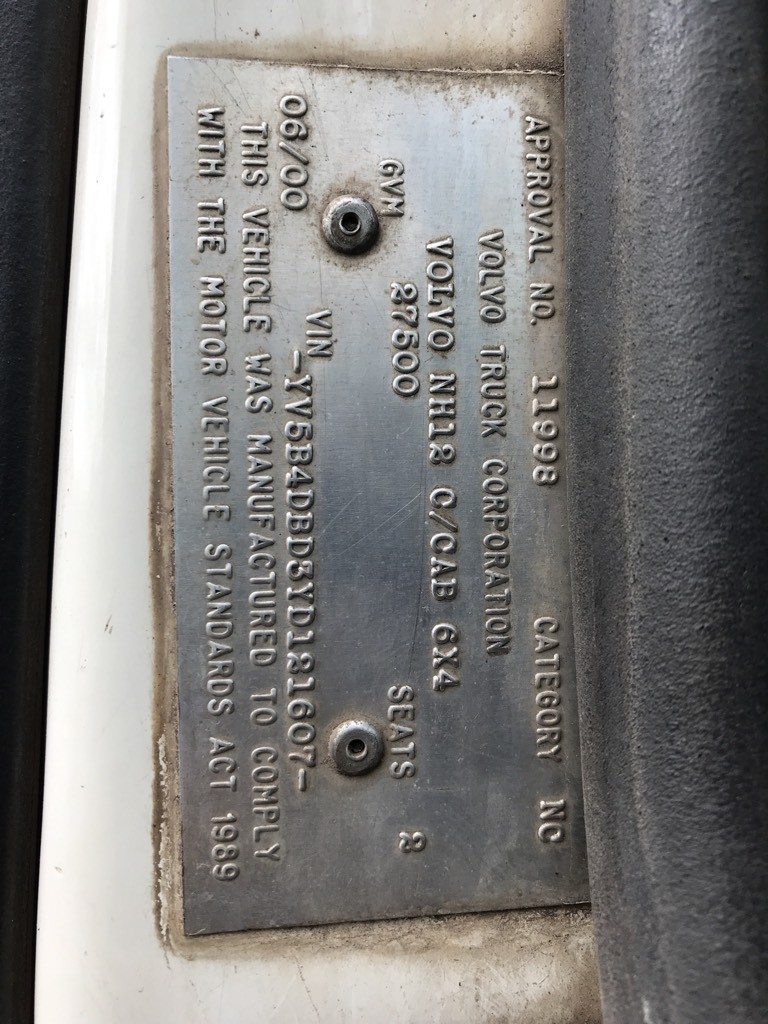 APPROVAL NO. 11998 CATEGORY NC
VOLVO TRUCK CORPORATION
VOLVO NH12 C/CAB 6X4
GVM 27500 SEATS 2
VIN
06/00 -YV5B4DBD3YD121607-
THIS VEHICLE WAS MANUFACTURED TO COMPLY
WITH THE MOTOR VEHICLE STANDARDS ACT 1989